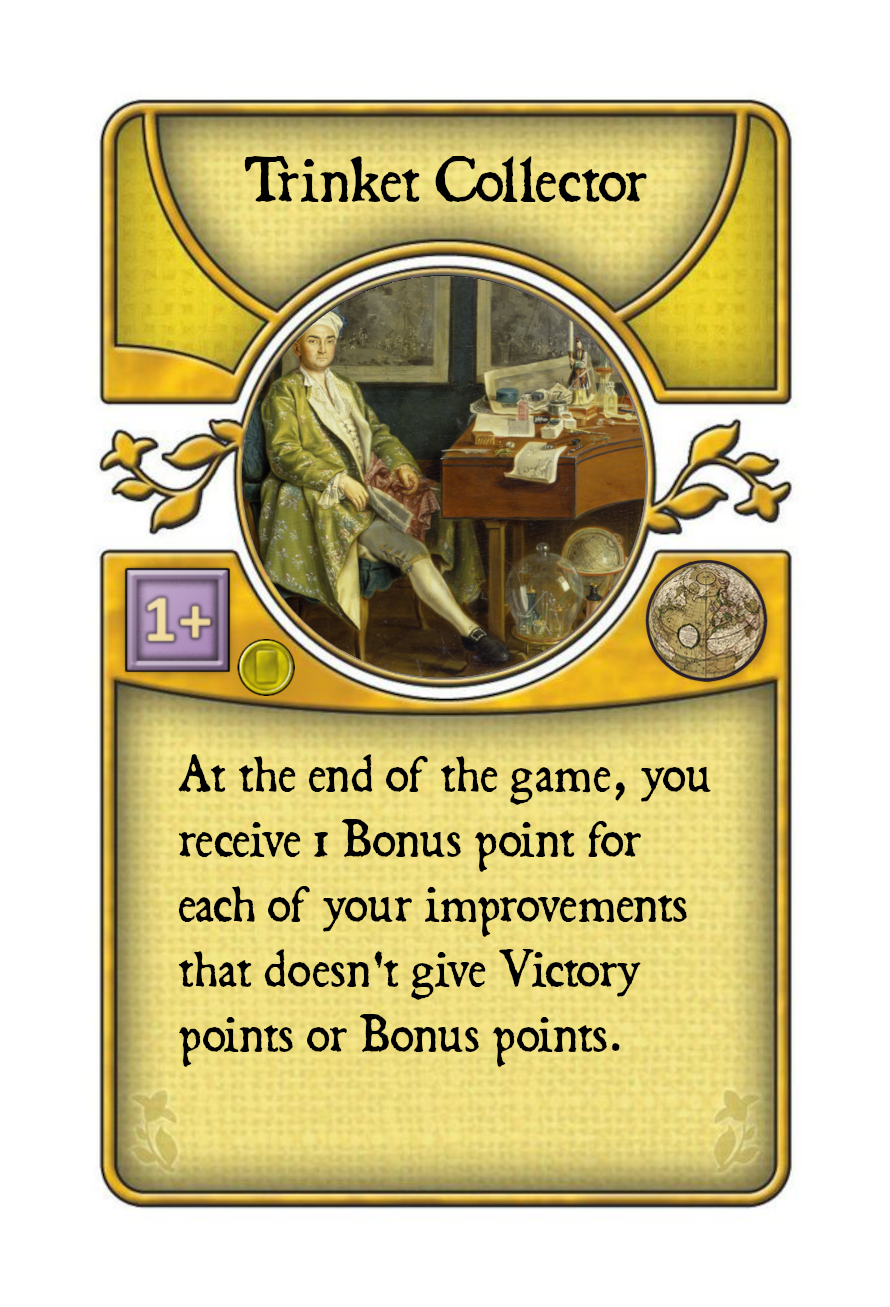 Trinket Collector
1+
At the end of the game, you
receive 1 Bonus point for
each of your improvements
that doesn't give Victory
points or Bonus points.